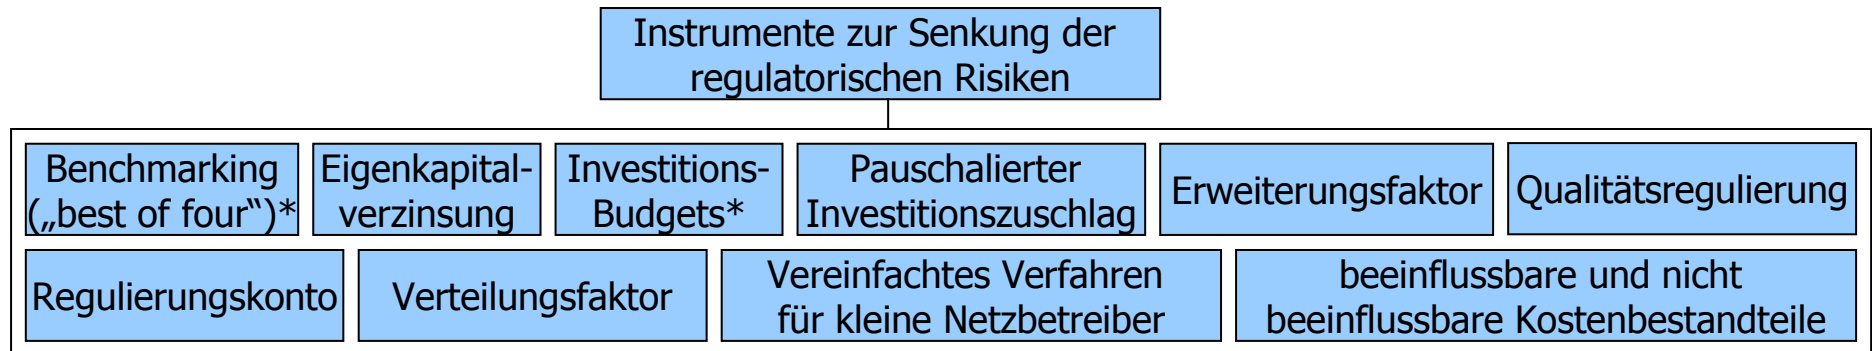 Instrumente zur Senkung der
regulatorischen Risiken
Benchmarking
(„best of four“)*
Eigenkapital-
verzinsung
Investitions-
Budgets*
Pauschalierter
Investitionszuschlag
Erweiterungsfaktor
Qualitätsregulierung
Regulierungskonto
Verteilungsfaktor
Vereinfachtes Verfahren
für kleine Netzbetreiber
beeinflussbare und nicht
beeinflussbare Kostenbestandteile